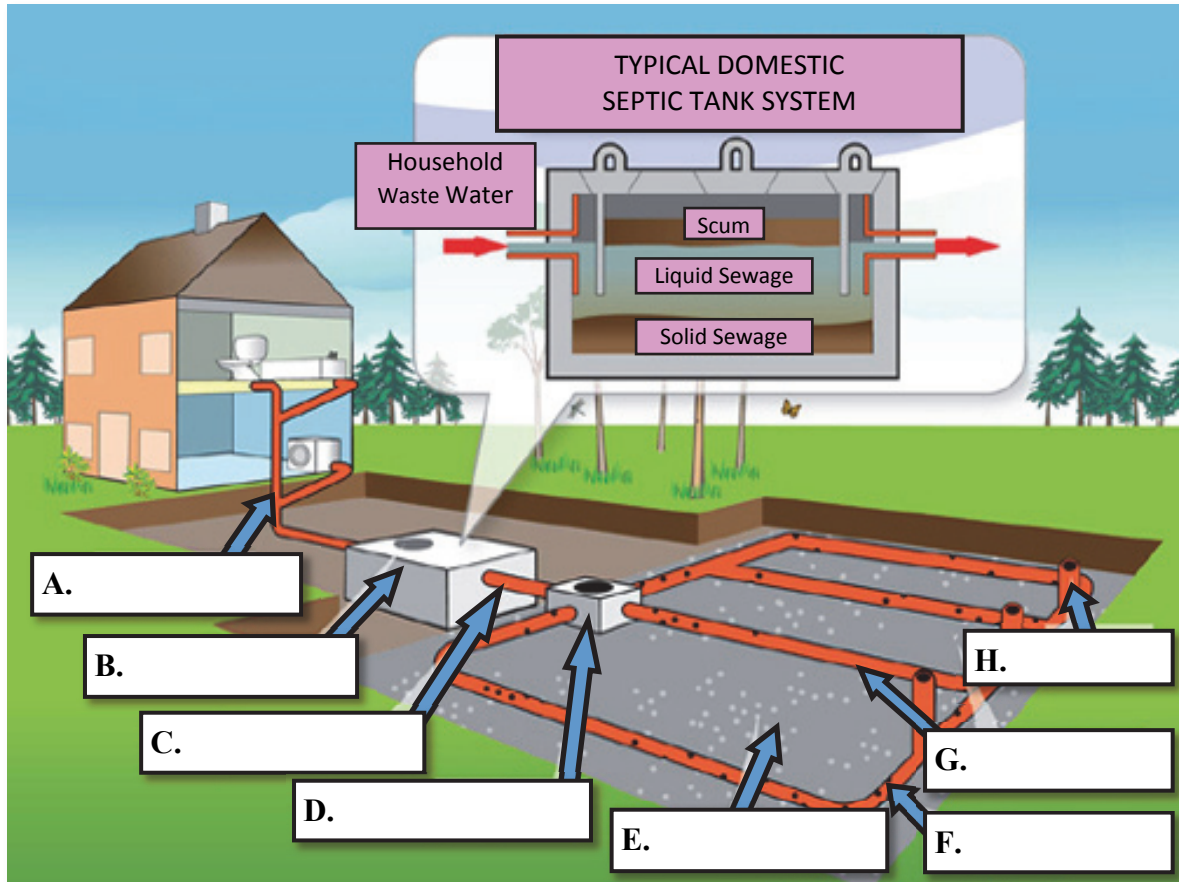 TYPICAL DOMESTIC
SEPTIC TANK SYSTEM
Household
Waste Water
Scum
Liquid Sewage
Solid Sewage
A.
B.
C.
D.
E.
F.
G.
H.